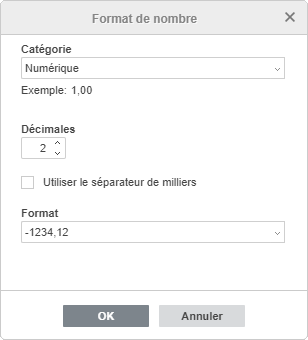 Format de nombre
Catégorie
Numérique
Exemple: 1,00
Décimales
2
Utiliser le séparateur de milliers
Format
-1234,12
OK Annuler